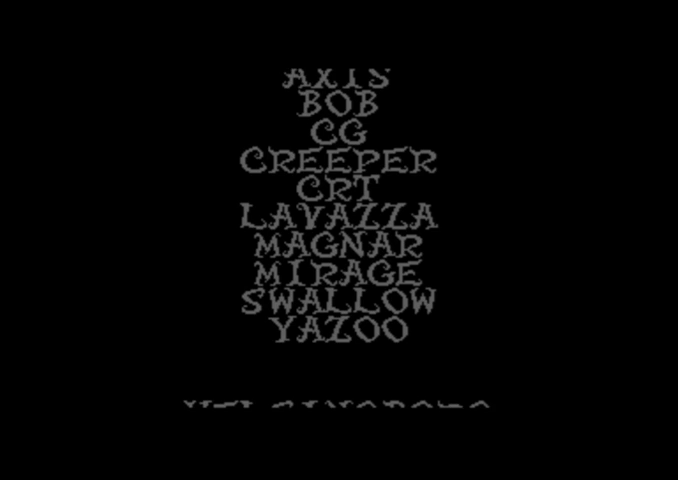 AXIS
BOB
CG
CREEPER
CRT
LAVAZZA
MAGNAR
MIRAGE
SWALLOW
YAZOO